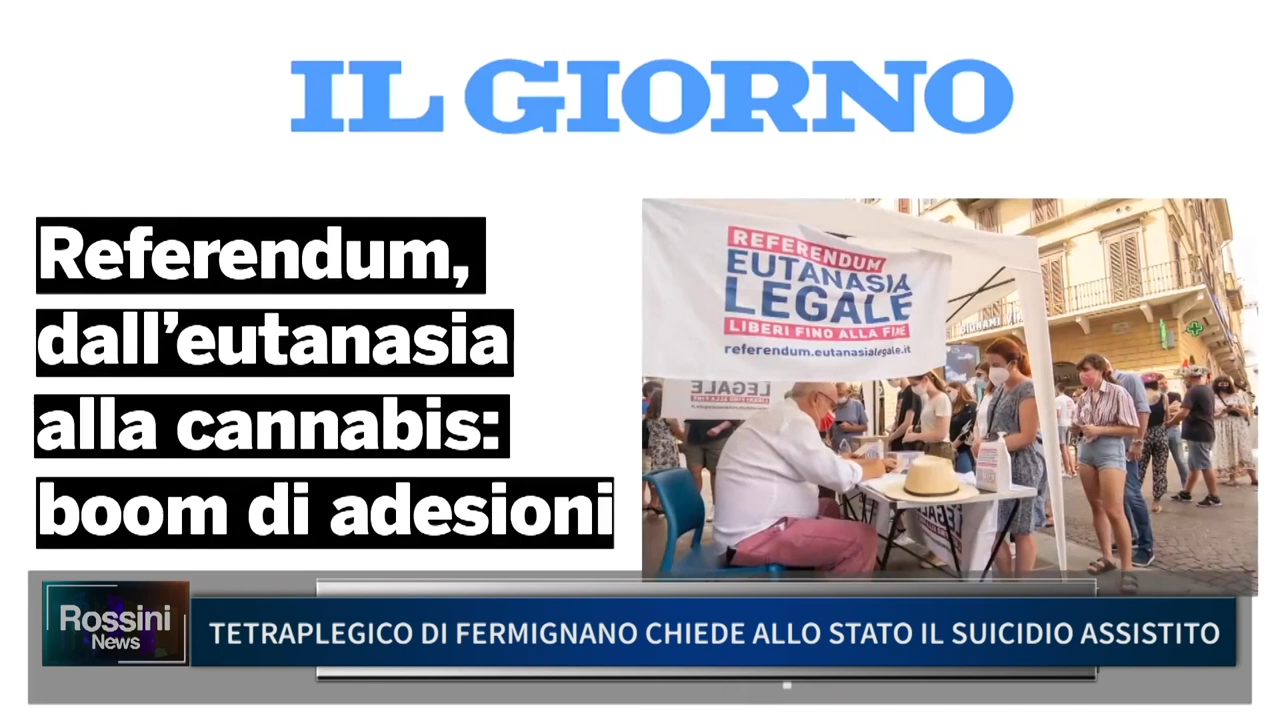 IL GIORNO
Referendum,
dall'eutanasia
alla cannabis:
boom di adesioni
REFERENDUM
EUTANASIA
LEGALE
LIBERI FINO ALLA FINE
referendum.eutanasialegale.it
LEGALE
Rossini
News
TETRAPLEGICO DI FERMIGNANO CHIEDE ALLO STATO IL SUICIDIO ASSISTITO